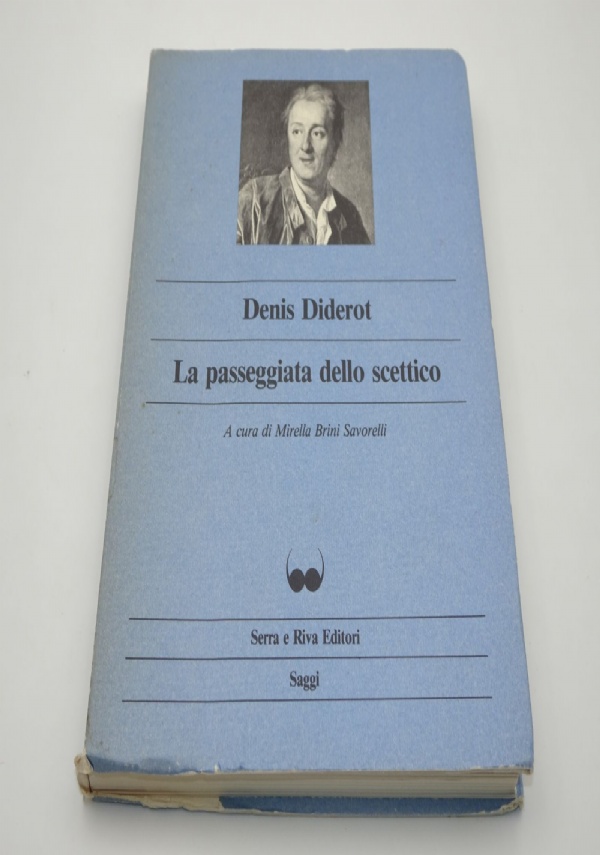 Denis Diderot
La passeggiata dello scettico
A cura di Mirella Brini Savorelli
Serra e Riva Editori
Saggi